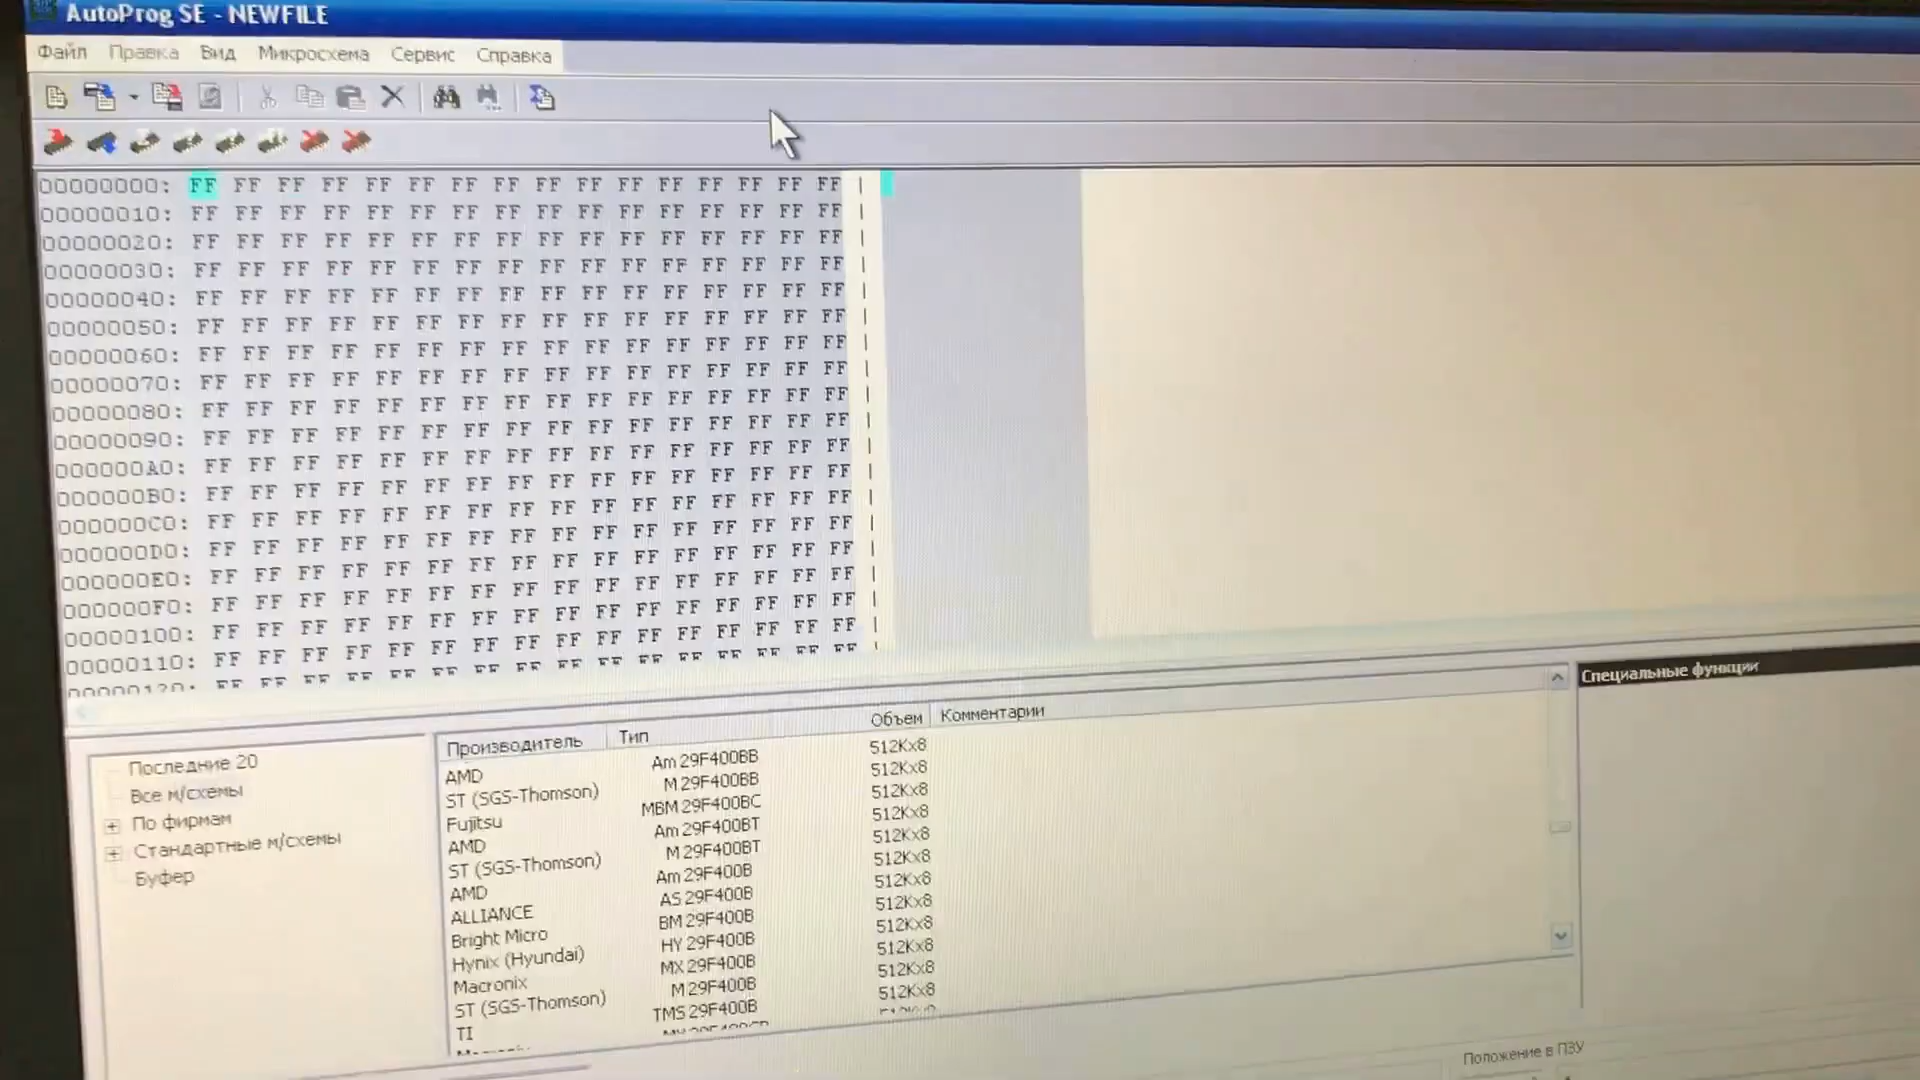 AutoProg SE - NEWFILE
Файл Правка Вид Микросхема Сервис Справка
00000000: FF FF FF FF FF FF FF FF FF FF FF FF FF FF FF FF |
00000010: FF FF FF FF FF FF FF FF FF FF FF FF FF FF FF FF |
00000020: FF FF FF FF FF FF FF FF FF FF FF FF FF FF FF FF |
00000030: FF FF FF FF FF FF FF FF FF FF FF FF FF FF FF FF |
00000040: FF FF FF FF FF FF FF FF FF FF FF FF FF FF FF FF |
00000050: FF FF FF FF FF FF FF FF FF FF FF FF FF FF FF FF |
00000060: FF FF FF FF FF FF FF FF FF FF FF FF FF FF FF FF |
00000070: FF FF FF FF FF FF FF FF FF FF FF FF FF FF FF FF |
00000080: FF FF FF FF FF FF FF FF FF FF FF FF FF FF FF FF |
00000090: FF FF FF FF FF FF FF FF FF FF FF FF FF FF FF FF |
000000A0: FF FF FF FF FF FF FF FF FF FF FF FF FF FF FF FF |
000000B0: FF FF FF FF FF FF FF FF FF FF FF FF FF FF FF FF |
000000C0: FF FF FF FF FF FF FF FF FF FF FF FF FF FF FF FF |
000000D0: FF FF FF FF FF FF FF FF FF FF FF FF FF FF FF FF |
000000E0: FF FF FF FF FF FF FF FF FF FF FF FF FF FF FF FF |
000000F0: FF FF FF FF FF FF FF FF FF FF FF FF FF FF FF FF |
00000100: FF FF FF FF FF FF FF FF FF FF FF FF FF FF FF FF |
00000110: FF FF FF FF FF FF FF FF FF FF FF FF FF FF FF FF |
00000120: FF FF FF FF FF FF FF FF FF FF FF FF FF FF FF FF
Последние 20
Все м/схемы
По фирмам
Стандартные м/схемы
Буфер
Производитель Тип Объем Комментарии
AMD Am 29F400BB 512Kx8
ST (SGS-Thomson) M 29F400BB 512Kx8
Fujitsu MBM 29F400BC 512Kx8
AMD Am 29F400BT 512Kx8
ST (SGS-Thomson) M 29F400BT 512Kx8
AMD Am 29F400B 512Kx8
ALLIANCE AS 29F400B 512Kx8
Bright Micro BM 29F400B 512Kx8
Hynix (Hyundai) HY 29F400B 512Kx8
Macronix MX 29F400B 512Kx8
ST (SGS-Thomson) M 29F400B 512Kx8
TI TMS 29F400B 512Kx8
Специальные функции
Положение в ПЗУ